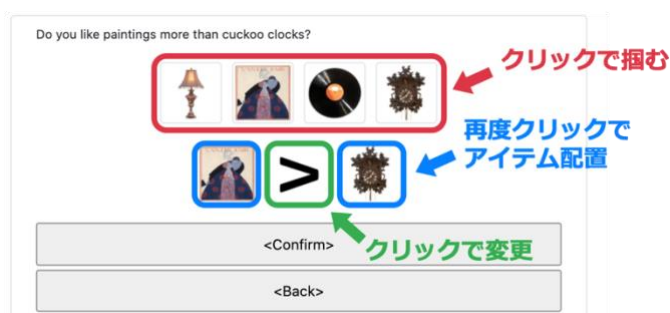 Do you like paintings more than cuckoo clocks?
クリックで掴む
再度クリックで
アイテム配置
>
クリックで変更
<Confirm>
<Back>